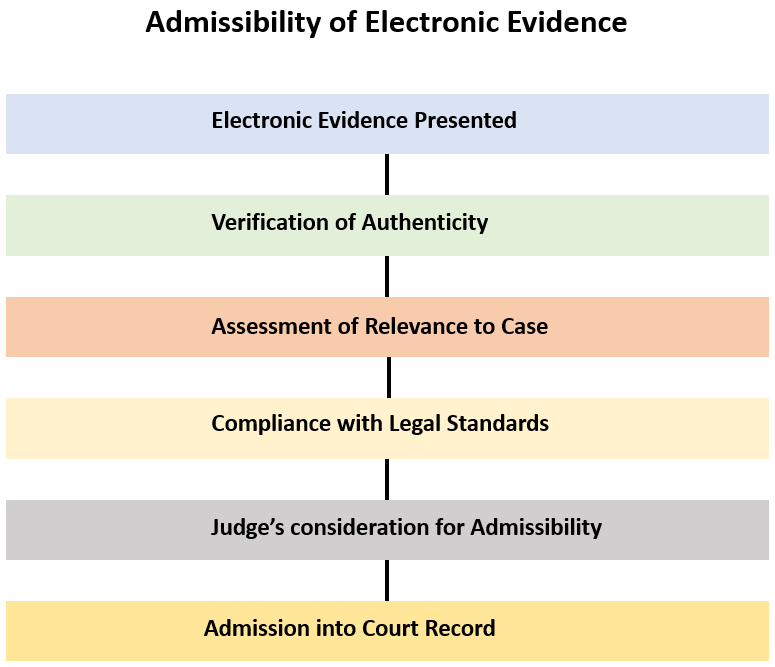 Admissibility of Electronic Evidence
Electronic Evidence Presented
Verification of Authenticity
Assessment of Relevance to Case
Compliance with Legal Standards
Judge’s consideration for Admissibility
Admission into Court Record